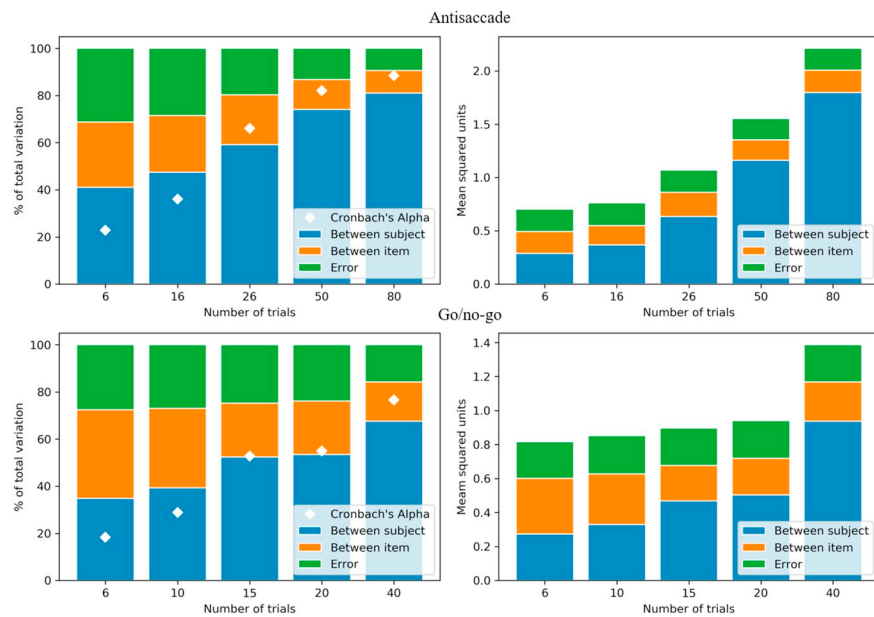 Antisaccade
% of total variation
100
80
60
40
20
0
Cronbach's Alpha
Between subject
Between item
Error
6 16 26 50 80
Number of trials
Mean squared units
2.0
1.5
1.0
0.5
0.0
Between subject
Between item
Error
6 16 26 50 80
Number of trials
Go/no-go
% of total variation
100
80
60
40
20
0
Cronbach's Alpha
Between subject
Between item
Error
6 10 15 20 40
Number of trials
Meam squared units
1.4
1.2
1.0
0.8
0.6
0.4
0.2
0.0
Between subject
Between item
Error
6 10 15 20 40
Number of trials